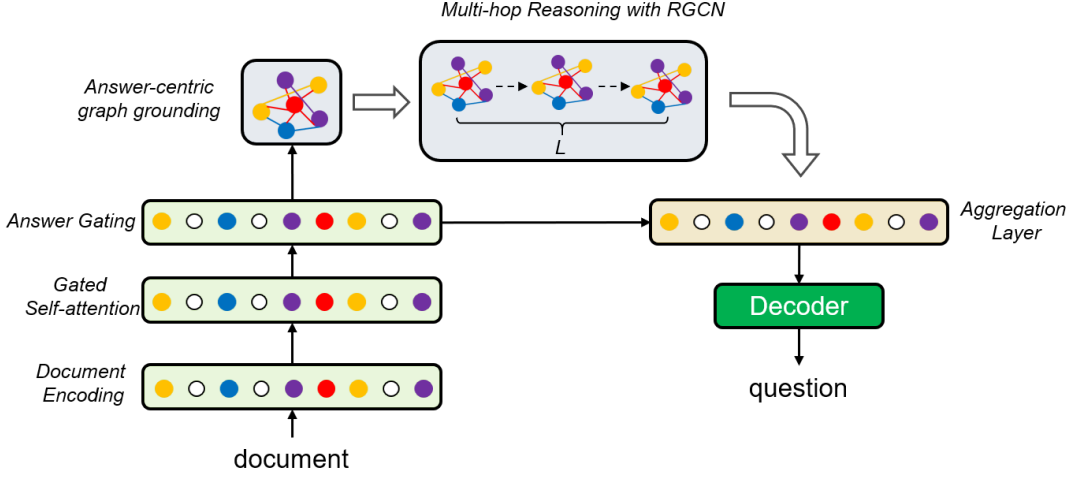 Multi-hop Reasoning with RGCN
Answer-centric
graph grounding
L
Answer Gating
Aggregation
Layer
Gated
Self-attention
Decoder
Document
Encoding
question
document